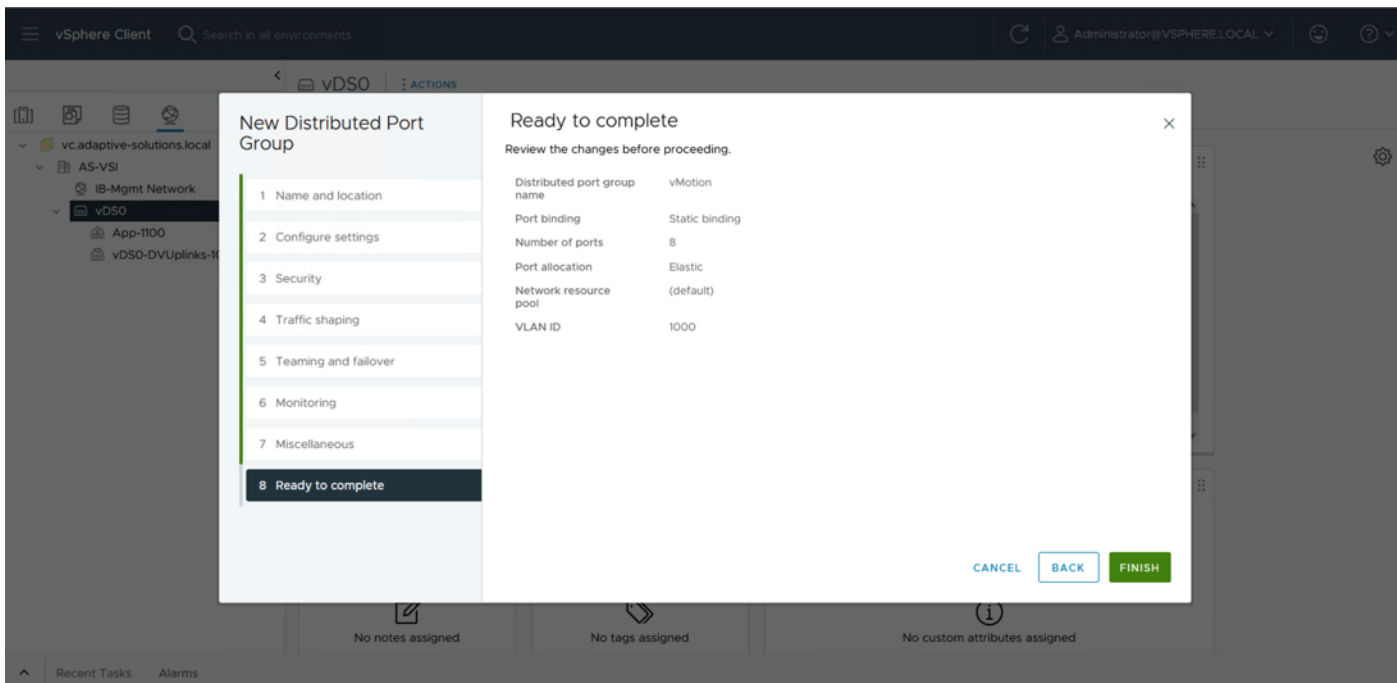 vSphere Client
Search in all environments
Administrator@VSPHERE.LOCAL
vDS0
ACTIONS
vc.adaptive-solutions.local
AS-VSI
IB-Mgmt Network
vDS0
App-1100
vDS0-DVUplinks-10
New Distributed Port
Group
1 Name and location
2 Configure settings
3 Security
4 Traffic shaping
5 Teaming and failover
6 Monitoring
7 Miscellaneous
8 Ready to complete
Ready to complete
Review the changes before proceeding.
Distributed port group
name
vMotion
Port binding
Static binding
Number of ports
8
Port allocation
Elastic
Network resource
pool
(default)
VLAN ID
1000
CANCEL
BACK
FINISH
No notes assigned
No tags assigned
No custom attributes assigned
Recent Tasks
Alarms